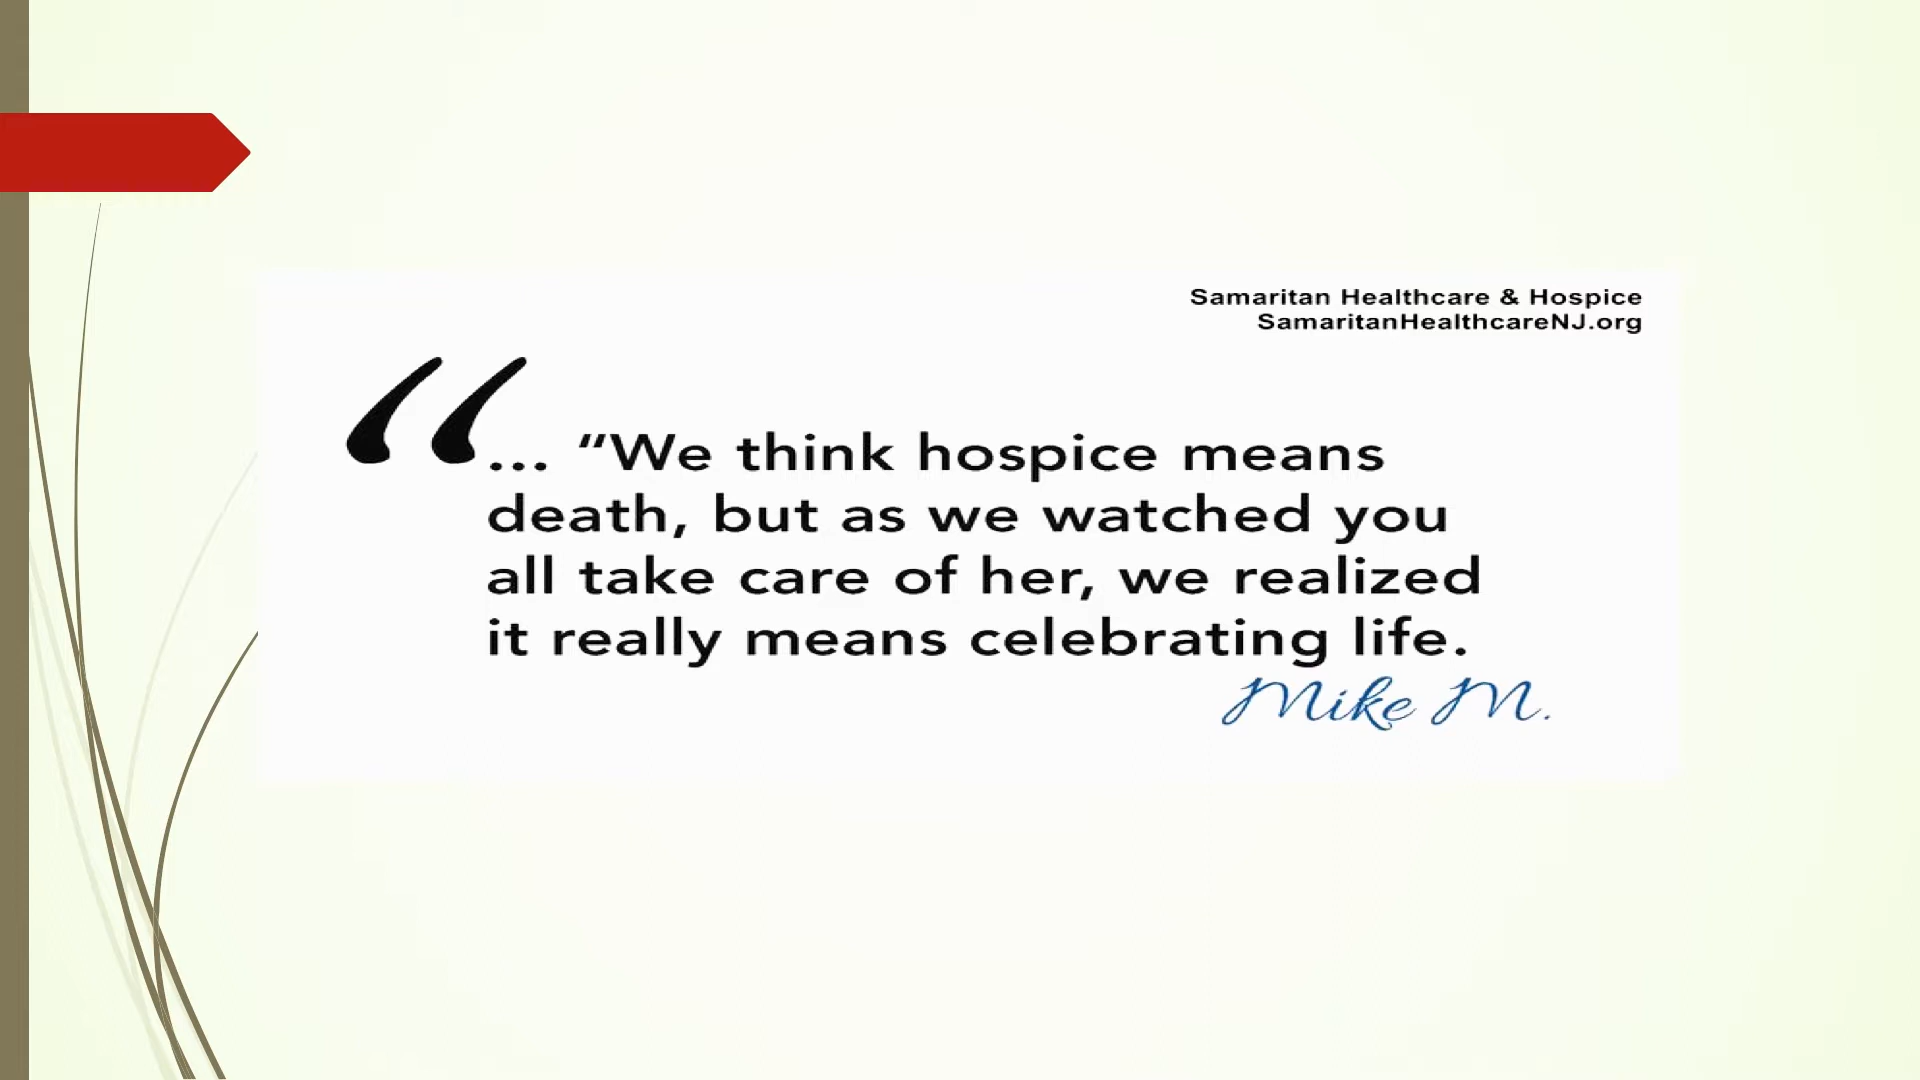 Samaritan Healthcare & Hospice
SamaritanHealthcareNJ.org
“... “We think hospice means
death, but as we watched you
all take care of her, we realized
it really means celebrating life.
Mike M.